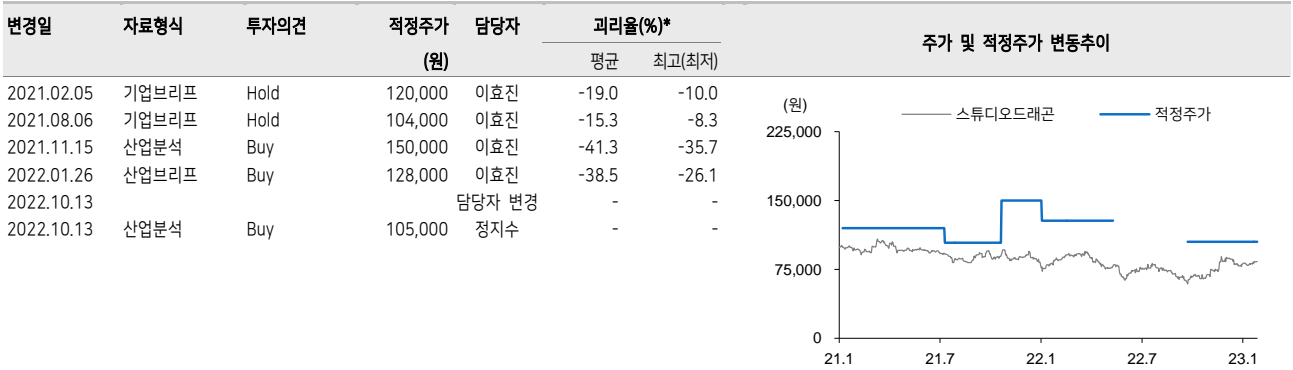 변경일 자료형식 투자의견 적정주가 담당자 괴리율(%)* 주가 및 적정주가 변동추이
(원) 평균 최고(최저)
2021.02.05 기업브리프 Hold 120,000 이효진 -19.0 -10.0
2021.08.06 기업브리프 Hold 104,000 이효진 -15.3 -8.3
2021.11.15 산업분석 Buy 150,000 이효진 -41.3 -35.7
2022.01.26 산업브리프 Buy 128,000 이효진 -38.5 -26.1
2022.10.13 담당자 변경 - -
2022.10.13 산업분석 Buy 105,000 정지수 - -
(원) 스튜디오드래곤 적정주가
225,000
150,000
75,000
0
21.1 21.7 22.1 22.7 23.1